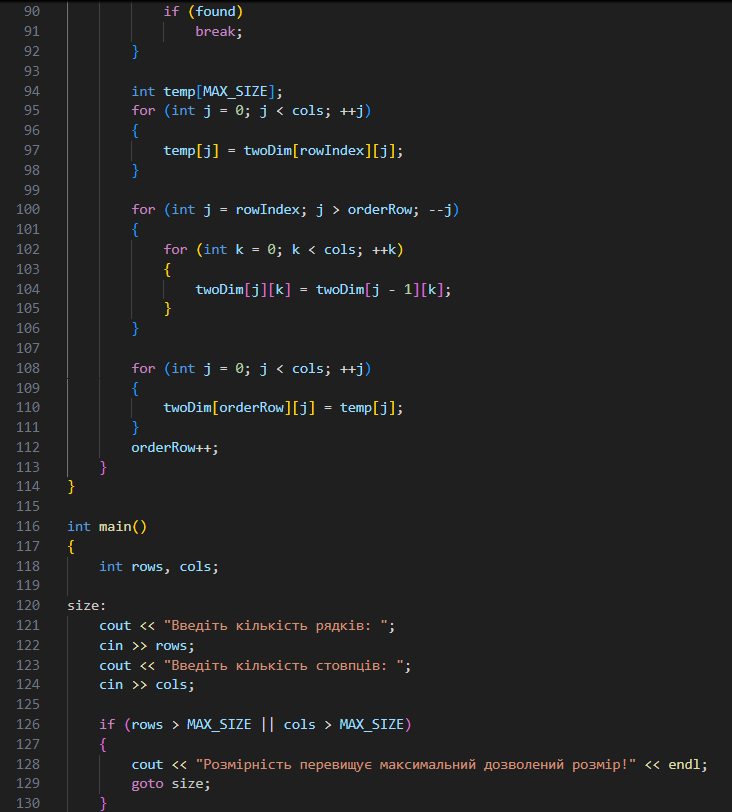 90 if (found)
91 break;
92 }
93
94 int temp[MAX_SIZE];
95 for (int j = 0; j < cols; ++j)
96 {
97 temp[j] = twoDim[rowIndex][j];
98 }
99
100 for (int j = rowIndex; j > orderRow; --j)
101 {
102 for (int k = 0; k < cols; ++k)
103 {
104 twoDim[j][k] = twoDim[j - 1][k];
105 }
106 }
107
108 for (int j = 0; j < cols; ++j)
109 {
110 twoDim[orderRow][j] = temp[j];
111 }
112 orderRow++;
113 }
114 }
115
116 int main()
117 {
118 int rows, cols;
119
120 size:
121 cout << "Введіть кількість рядків: ";
122 cin >> rows;
123 cout << "Введіть кількість стовпців: ";
124 cin >> cols;
125
126 if (rows > MAX_SIZE || cols > MAX_SIZE)
127 {
128 cout << "Розмірність перевищує максимальний дозволений розмір!" << endl;
129 goto size;
130 }